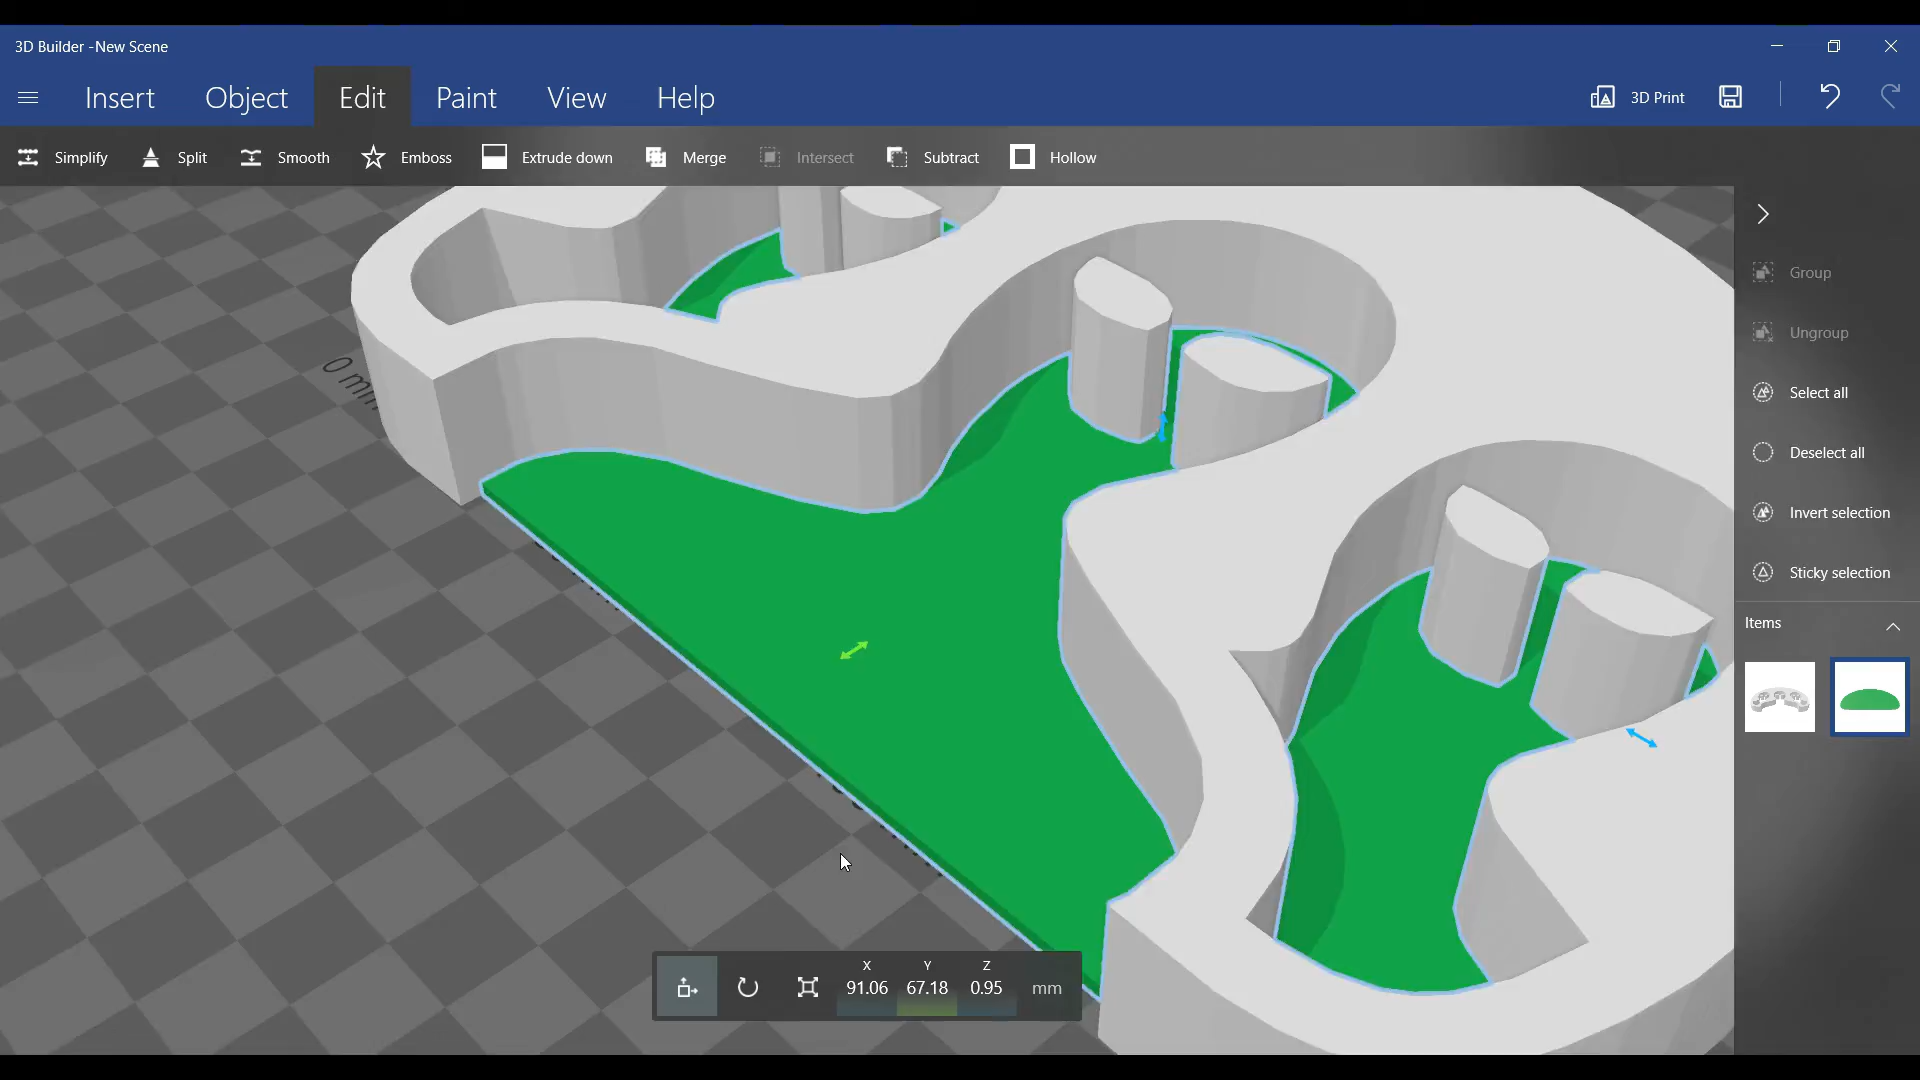 3D Builder -New Scene
Insert Object Edit Paint View Help
3D Print
Simplify Split Smooth Emboss Extrude down Merge Intersect Subtract Hollow
Group
Ungroup
Select all
Deselect all
Invert selection
Sticky selection
Items
0 mm
X Y Z
91.06 67.18 0.95 mm